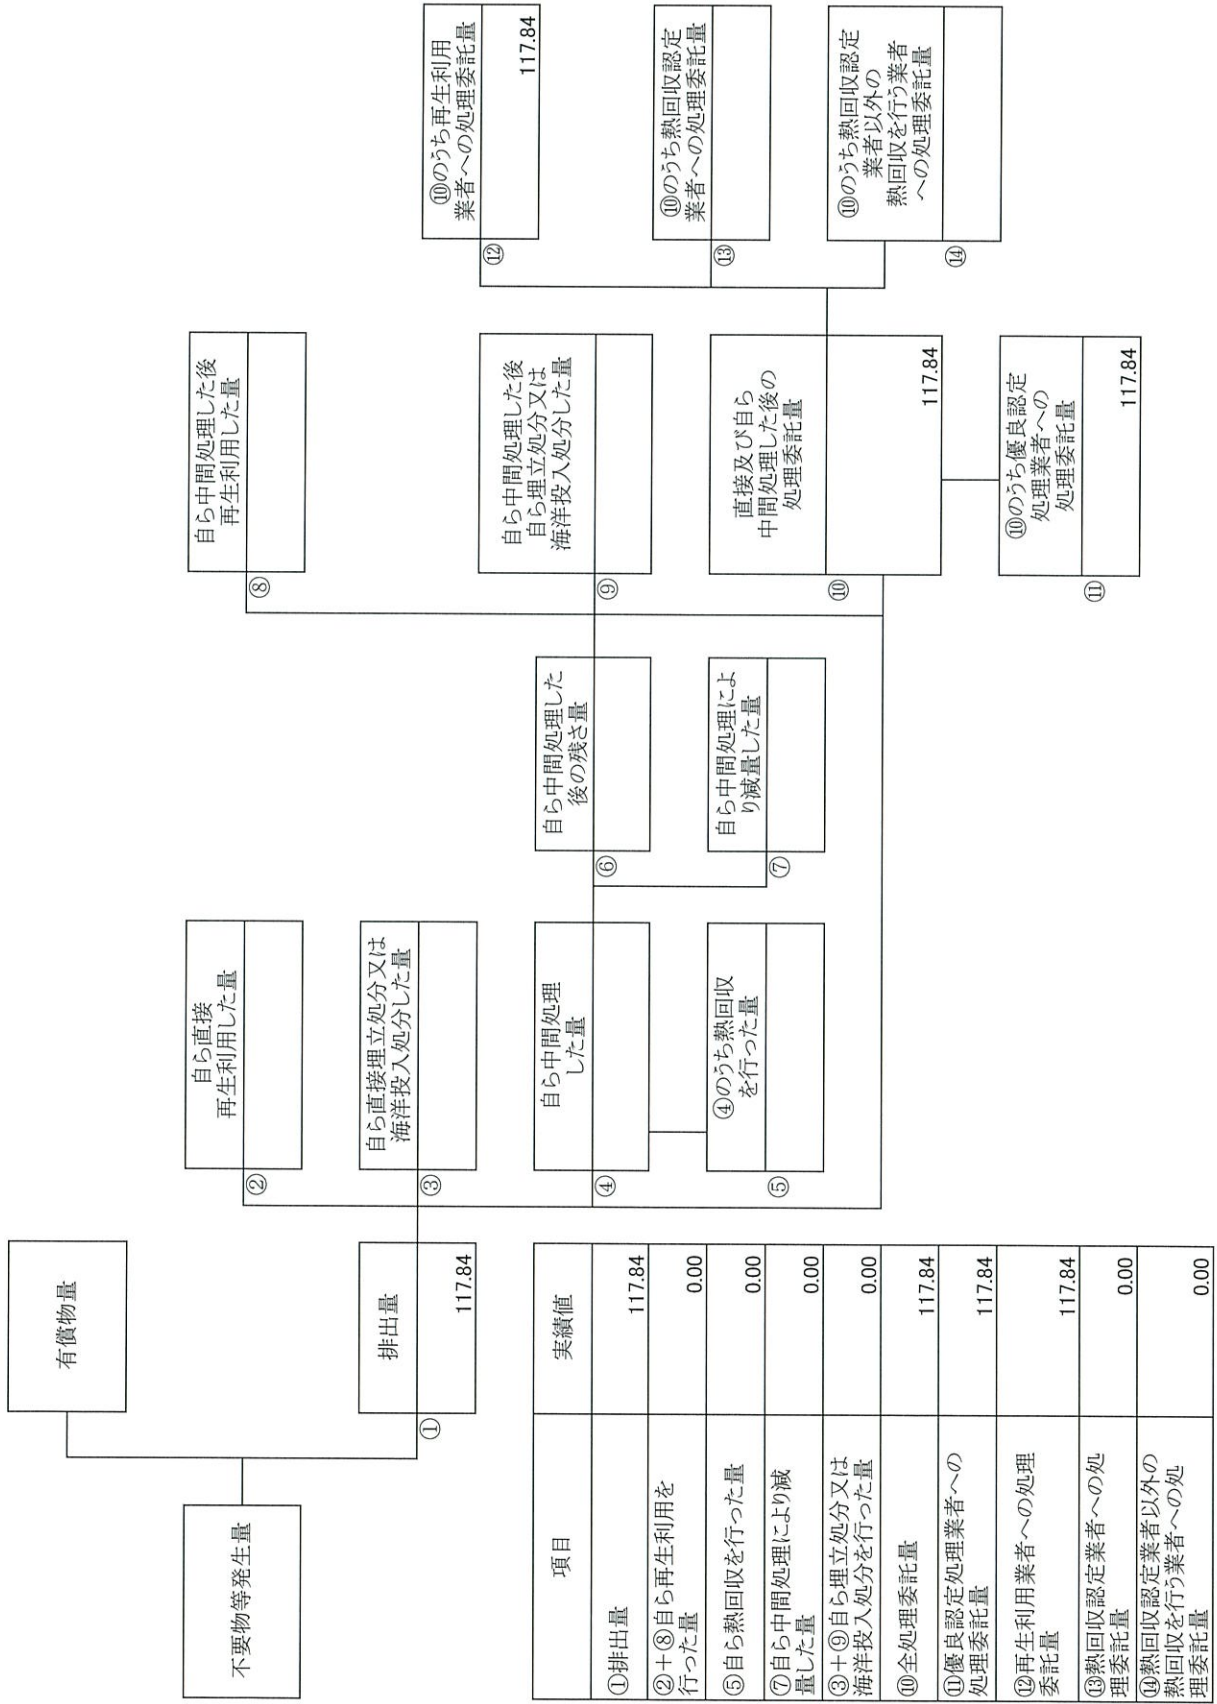 不要物等発生量
有償物量
①
排出量
117.84
②
自ら直接
再生利用した量
③
自ら直接埋立処分又は
海洋投入処分した量
④
自ら中間処理
した量
⑤
④のうち熱回収
を行った量
⑥
自ら中間処理した
後の残さ量
⑦
自ら中間処理によ
り減量した量
⑧
自ら中間処理した後
再生利用した量
⑨
自ら中間処理した後
自ら埋立処分又は
海洋投入処分した量
⑩
直接及び自ら
中間処理した後の
処理委託量
117.84
⑪
⑩のうち優良認定
処理業者への
処理委託量
117.84
⑫
⑩のうち再生利用
業者への処理委託量
117.84
⑬
⑩のうち熱回収認定
業者への処理委託量
⑭
⑩のうち熱回収認定
業者以外の
熱回収を行う業者
への処理委託量
項目 実績値
①排出量 117.84
②+⑧自ら再生利用を
行った量 0.00
⑤自ら熱回収を行った量 0.00
⑦自ら中間処理により減
量した量 0.00
③+⑨自ら埋立処分又は
海洋投入処分を行った量 0.00
⑩全処理委託量 117.84
⑪優良認定処理業者への
処理委託量 117.84
⑫再生利用業者への処理
委託量 117.84
⑬熱回収認定業者への処
理委託量 0.00
⑭熱回収認定業者以外の
熱回収を行う業者への処
理委託量 0.00